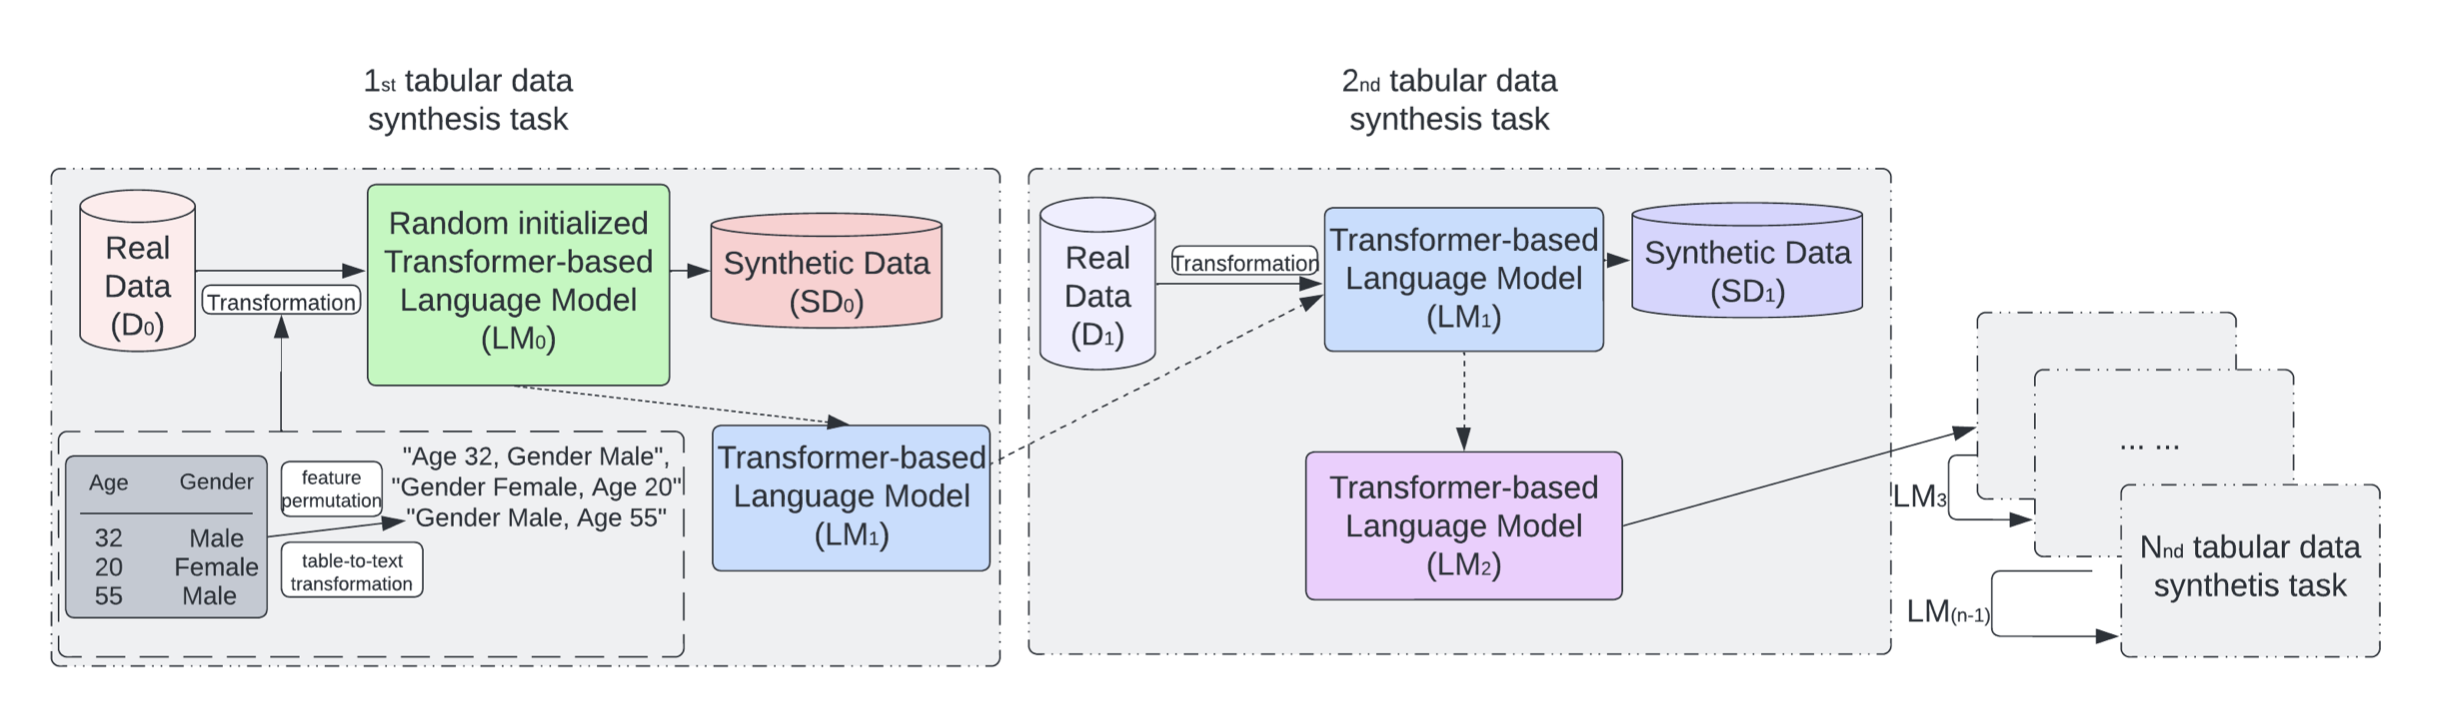 1st tabular data
synthesis task
2nd tabular data
synthesis task
Real
Data
(D0)
Transformation
Random initialized
Transformer-based
Language Model
(LM0)
Synthetic Data
(SD0)
Age Gender
32 Male
20 Female
55 Male
feature
permutation
table-to-text
transformation
"Age 32, Gender Male",
"Gender Female, Age 20"
"Gender Male, Age 55"
Transformer-based
Language Model
(LM1)
Real
Data
(D1)
Transformation
Transformer-based
Language Model
(LM1)
Synthetic Data
(SD1)
Transformer-based
Language Model
(LM2)
LM3
... ...
LM(n-1)
Nnd tabular data
synthetis task